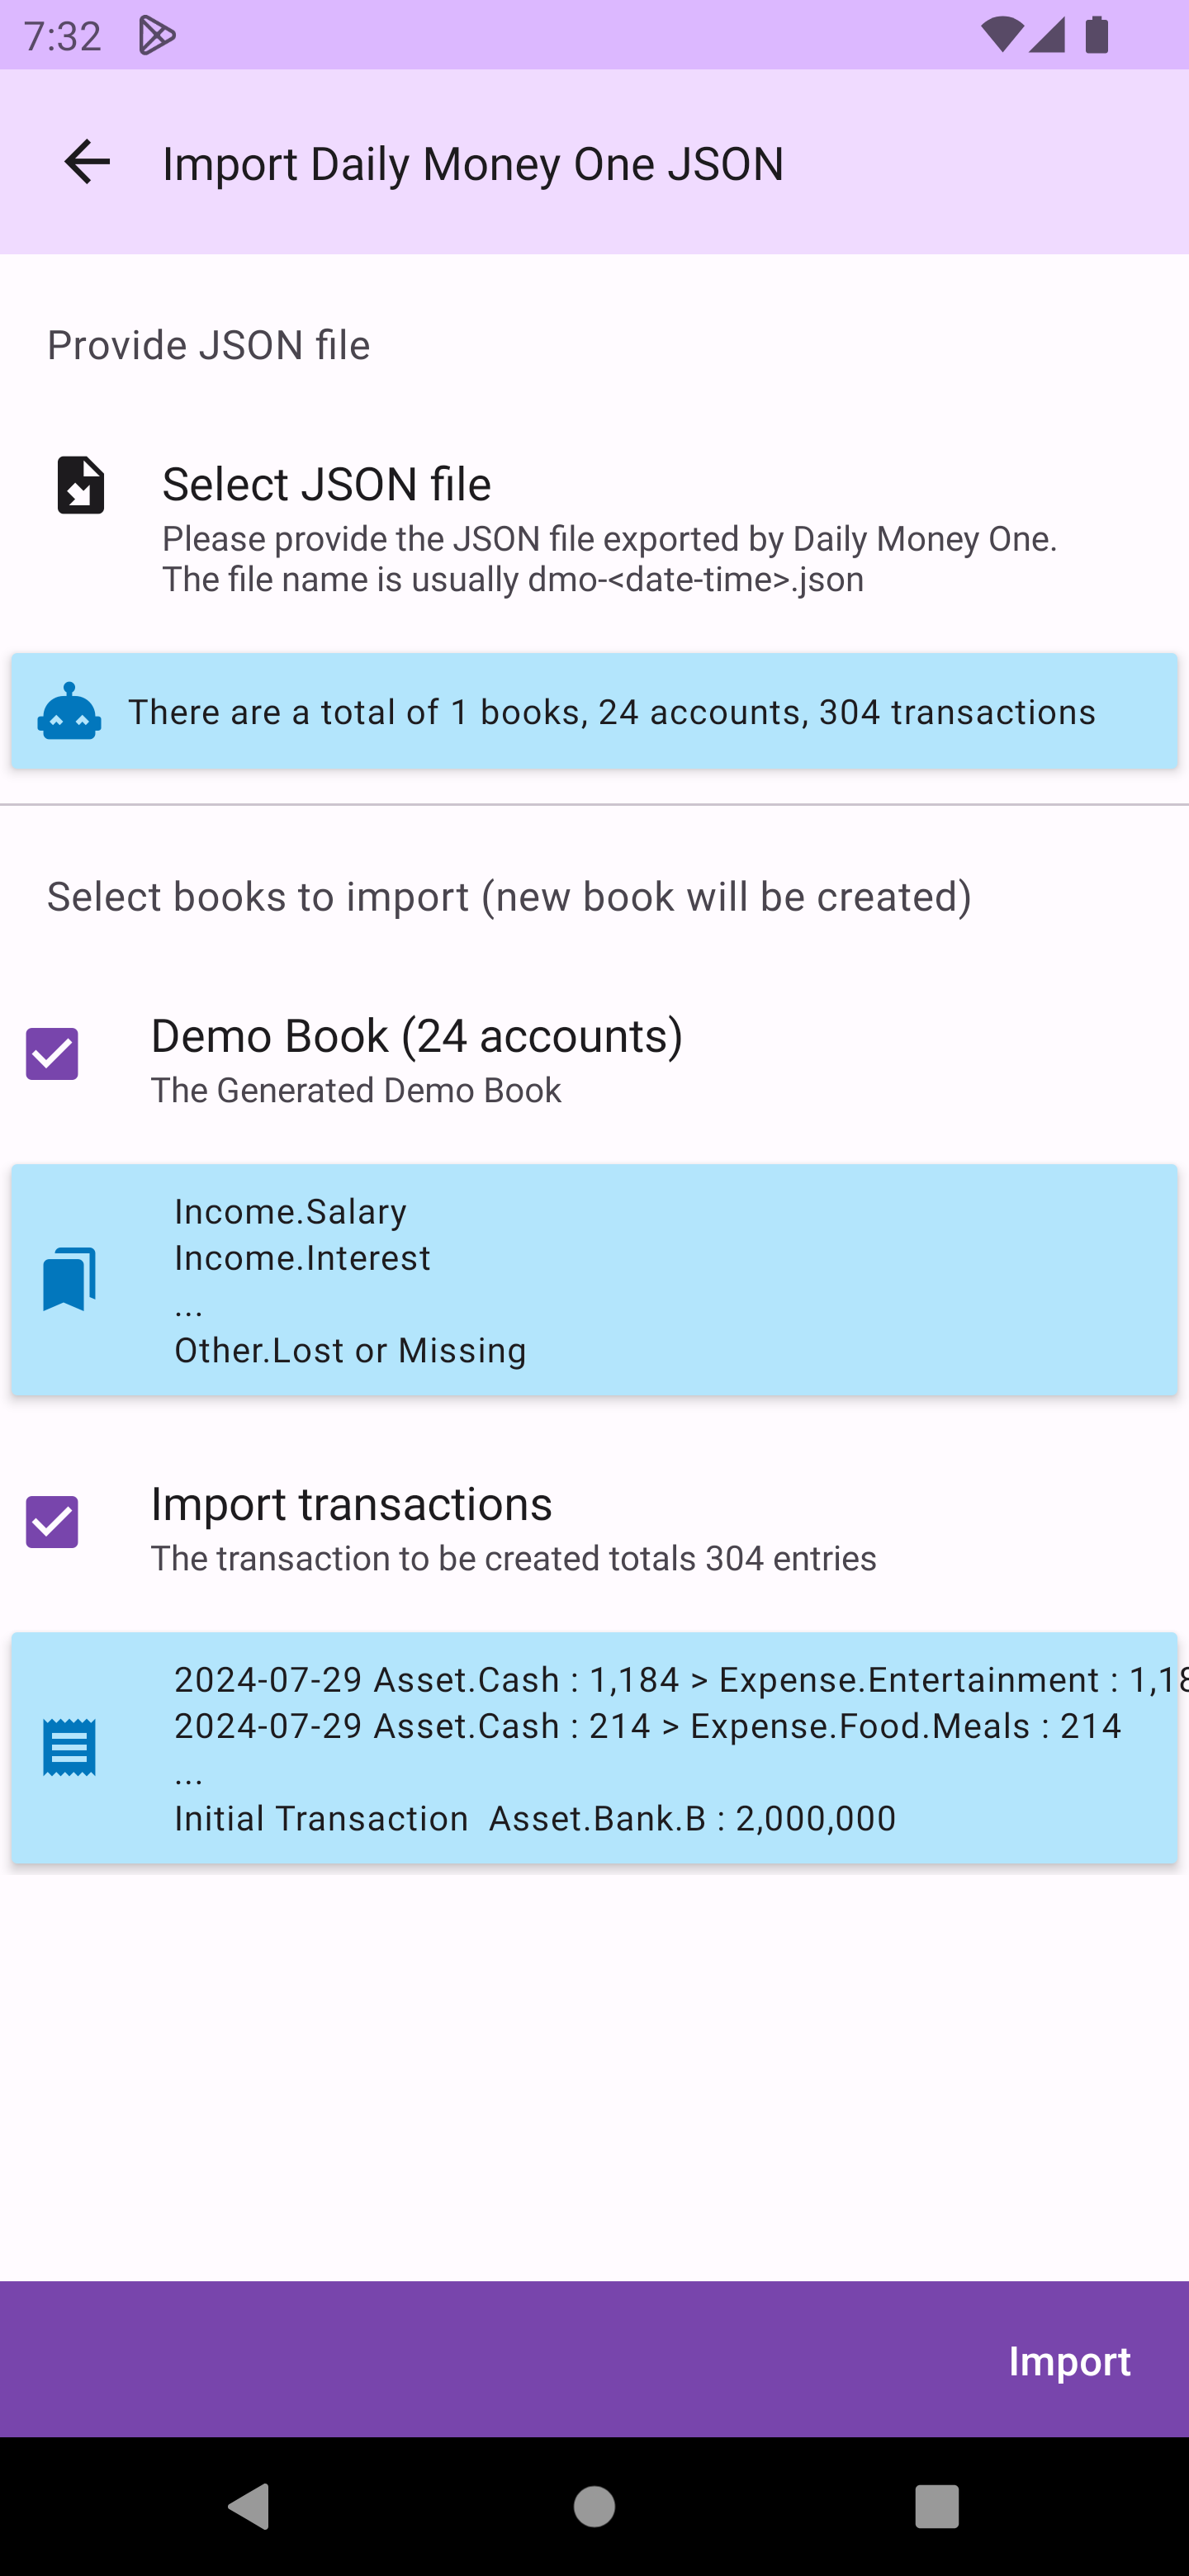 7:32
Import Daily Money One JSON
Provide JSON file
Select JSON file
Please provide the JSON file exported by Daily Money One.
The file name is usually dmo-<date-time>.json
There are a total of 1 books, 24 accounts, 304 transactions
Select books to import (new book will be created)
Demo Book (24 accounts)
The Generated Demo Book
Income.Salary
Income.Interest
...
Other.Lost or Missing
Import transactions
The transaction to be created totals 304 entries
2024-07-29 Asset.Cash : 1,184 > Expense.Entertainment :
2024-07-29 Asset.Cash : 214 > Expense.Food.Meals : 214
...
Initial Transaction  Asset.Bank.B : 2,000,000
Import